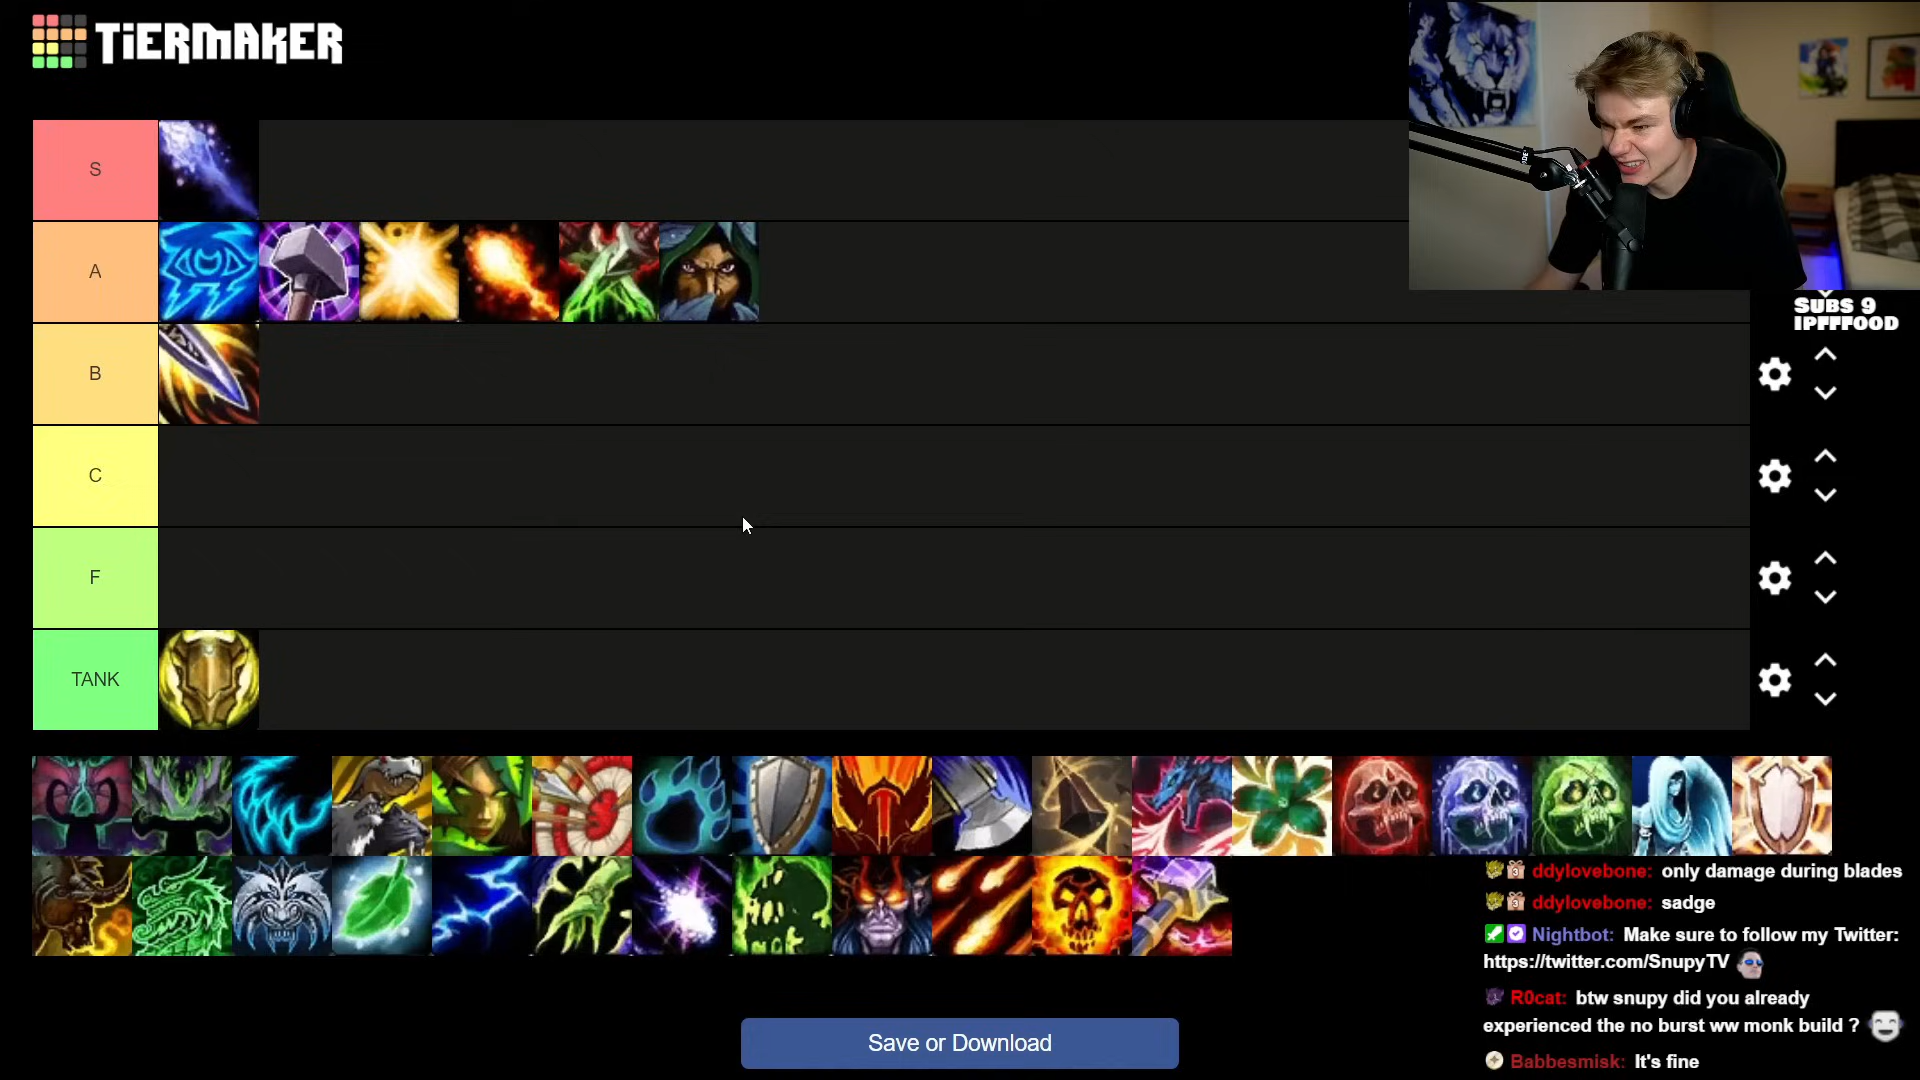 TIERMAKER
S
A
SUBS 9
IPFFFOOD
B
C
F
TANK
ddylovebone: only damage during blades
ddylovebone: sadge
Nightbot: Make sure to follow my Twitter:
https://twitter.com/SnupyTV
R0cat: btw snupy did you already
experienced the no burst ww monk build ?
Babbesmisk: It's fine
Save or Download